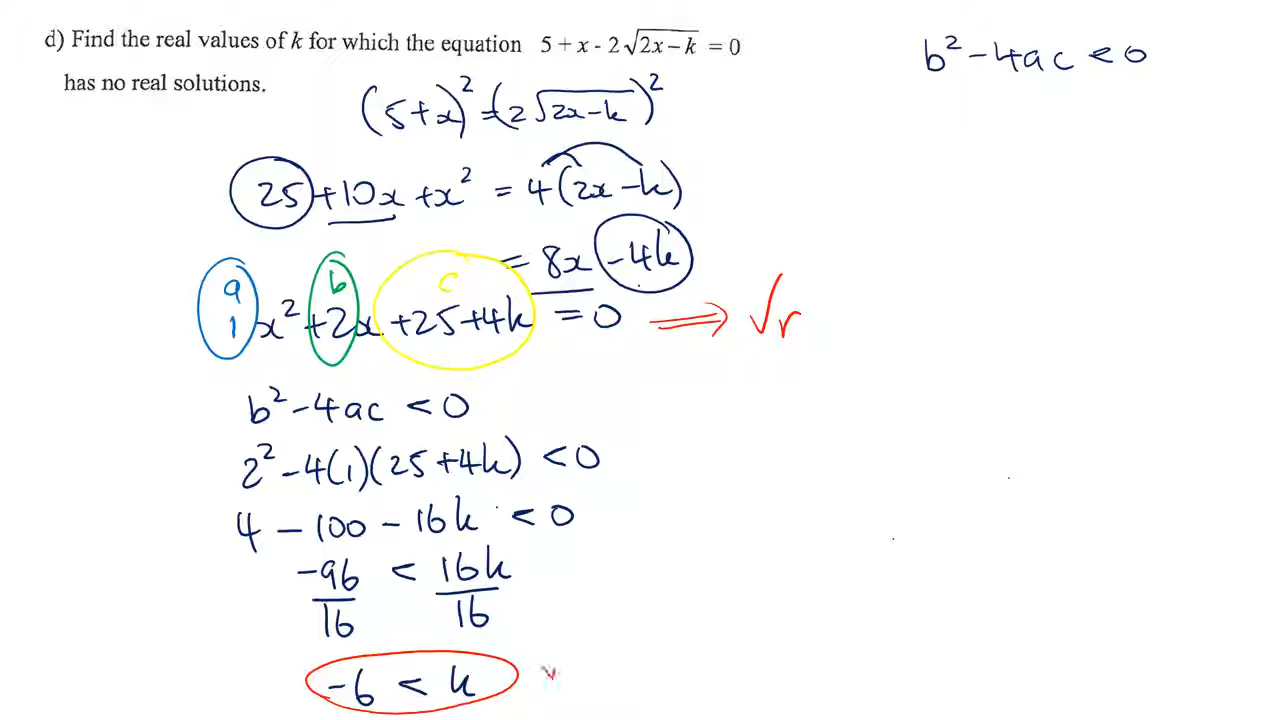 d) Find the real values of k for which the equation 5 + x - 2√(2x − k) = 0
has no real solutions.
b² − 4ac < 0
(5+x)² = (2√(2x−k))²
25 + 10x + x² = 4(2x − k)
= 8x − 4k
a b c
1x² + 2x + 25 + 4k = 0 ⟹ √r
b² − 4ac < 0
2² − 4(1)(25 + 4k) < 0
4 − 100 − 16k < 0
-96 < 16k
16 16
-6 < k